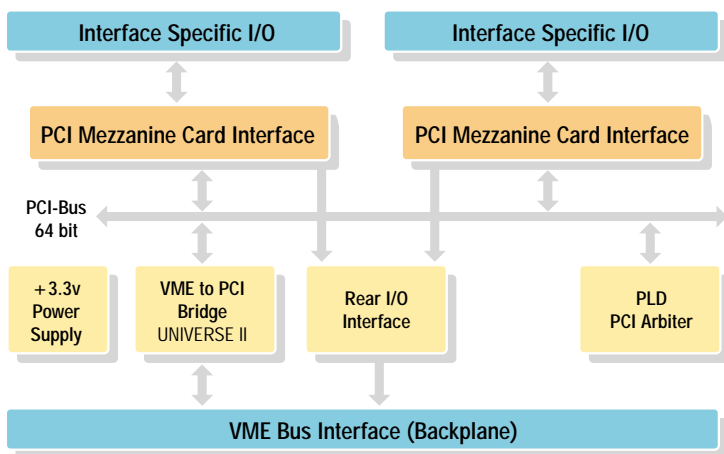 Interface Specific I/O
Interface Specific I/O
PCI Mezzanine Card Interface
PCI Mezzanine Card Interface
PCI-Bus
64 bit
+3.3v
Power
Supply
VME to PCI
Bridge
UNIVERSE II
Rear I/O
Interface
PLD
PCI Arbiter
VME Bus Interface (Backplane)